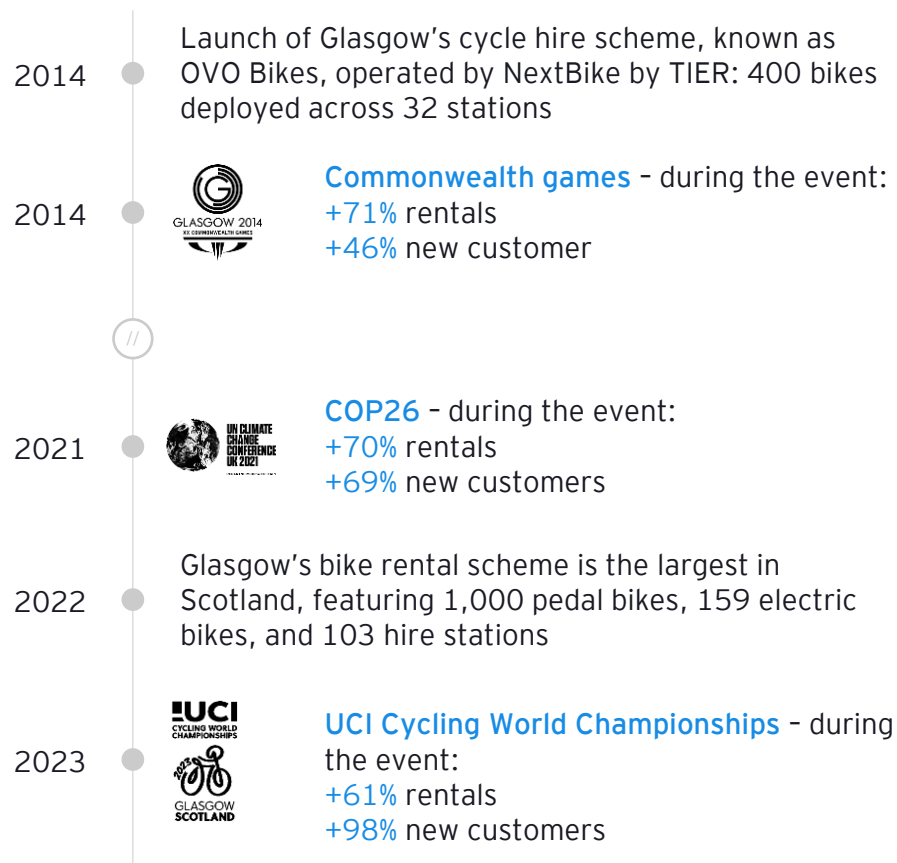 2014
Launch of Glasgow's cycle hire scheme, known as
OVO Bikes, operated by NextBike by TIER: 400 bikes
deployed across 32 stations
2014
GLASGOW 2014
XX COMMONWEALTH GAMES
Commonwealth games – during the event:
+71% rentals
+46% new customer
//
2021
UN CLIMATE
CHANGE
CONFERENCE
UK 2021
COP26 – during the event:
+70% rentals
+69% new customers
2022
Glasgow's bike rental scheme is the largest in
Scotland, featuring 1,000 pedal bikes, 159 electric
bikes, and 103 hire stations
2023
UCI
CYCLING WORLD
CHAMPIONSHIPS
2023
GLASGOW
SCOTLAND
UCI Cycling World Championships – during
the event:
+61% rentals
+98% new customers